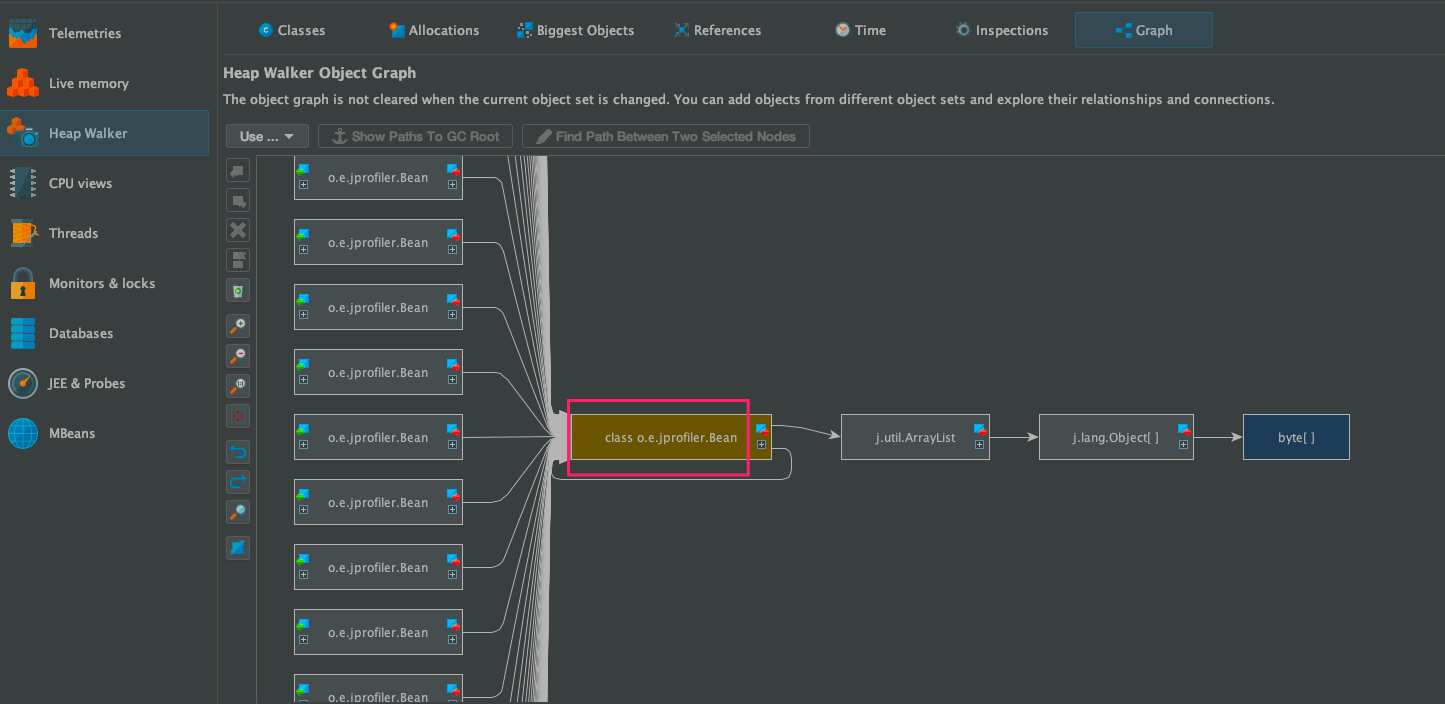 Telemetries
Live memory
Heap Walker
CPU views
Threads
Monitors & locks
Databases
JEE & Probes
MBeans
Classes Allocations Biggest Objects References Time Inspections Graph
Heap Walker Object Graph
The object graph is not cleared when the current object set is changed. You can add objects from different object sets and explore their relationships and connections.
Use ... Show Paths To GC Root Find Path Between Two Selected Nodes
o.e.jprofiler.Bean
o.e.jprofiler.Bean
o.e.jprofiler.Bean
o.e.jprofiler.Bean
o.e.jprofiler.Bean class o.e.jprofiler.Bean j.util.ArrayList j.lang.Object[ ] byte[ ]
o.e.jprofiler.Bean
o.e.jprofiler.Bean
o.e.jprofiler.Bean
o.e.jprofiler.Bean